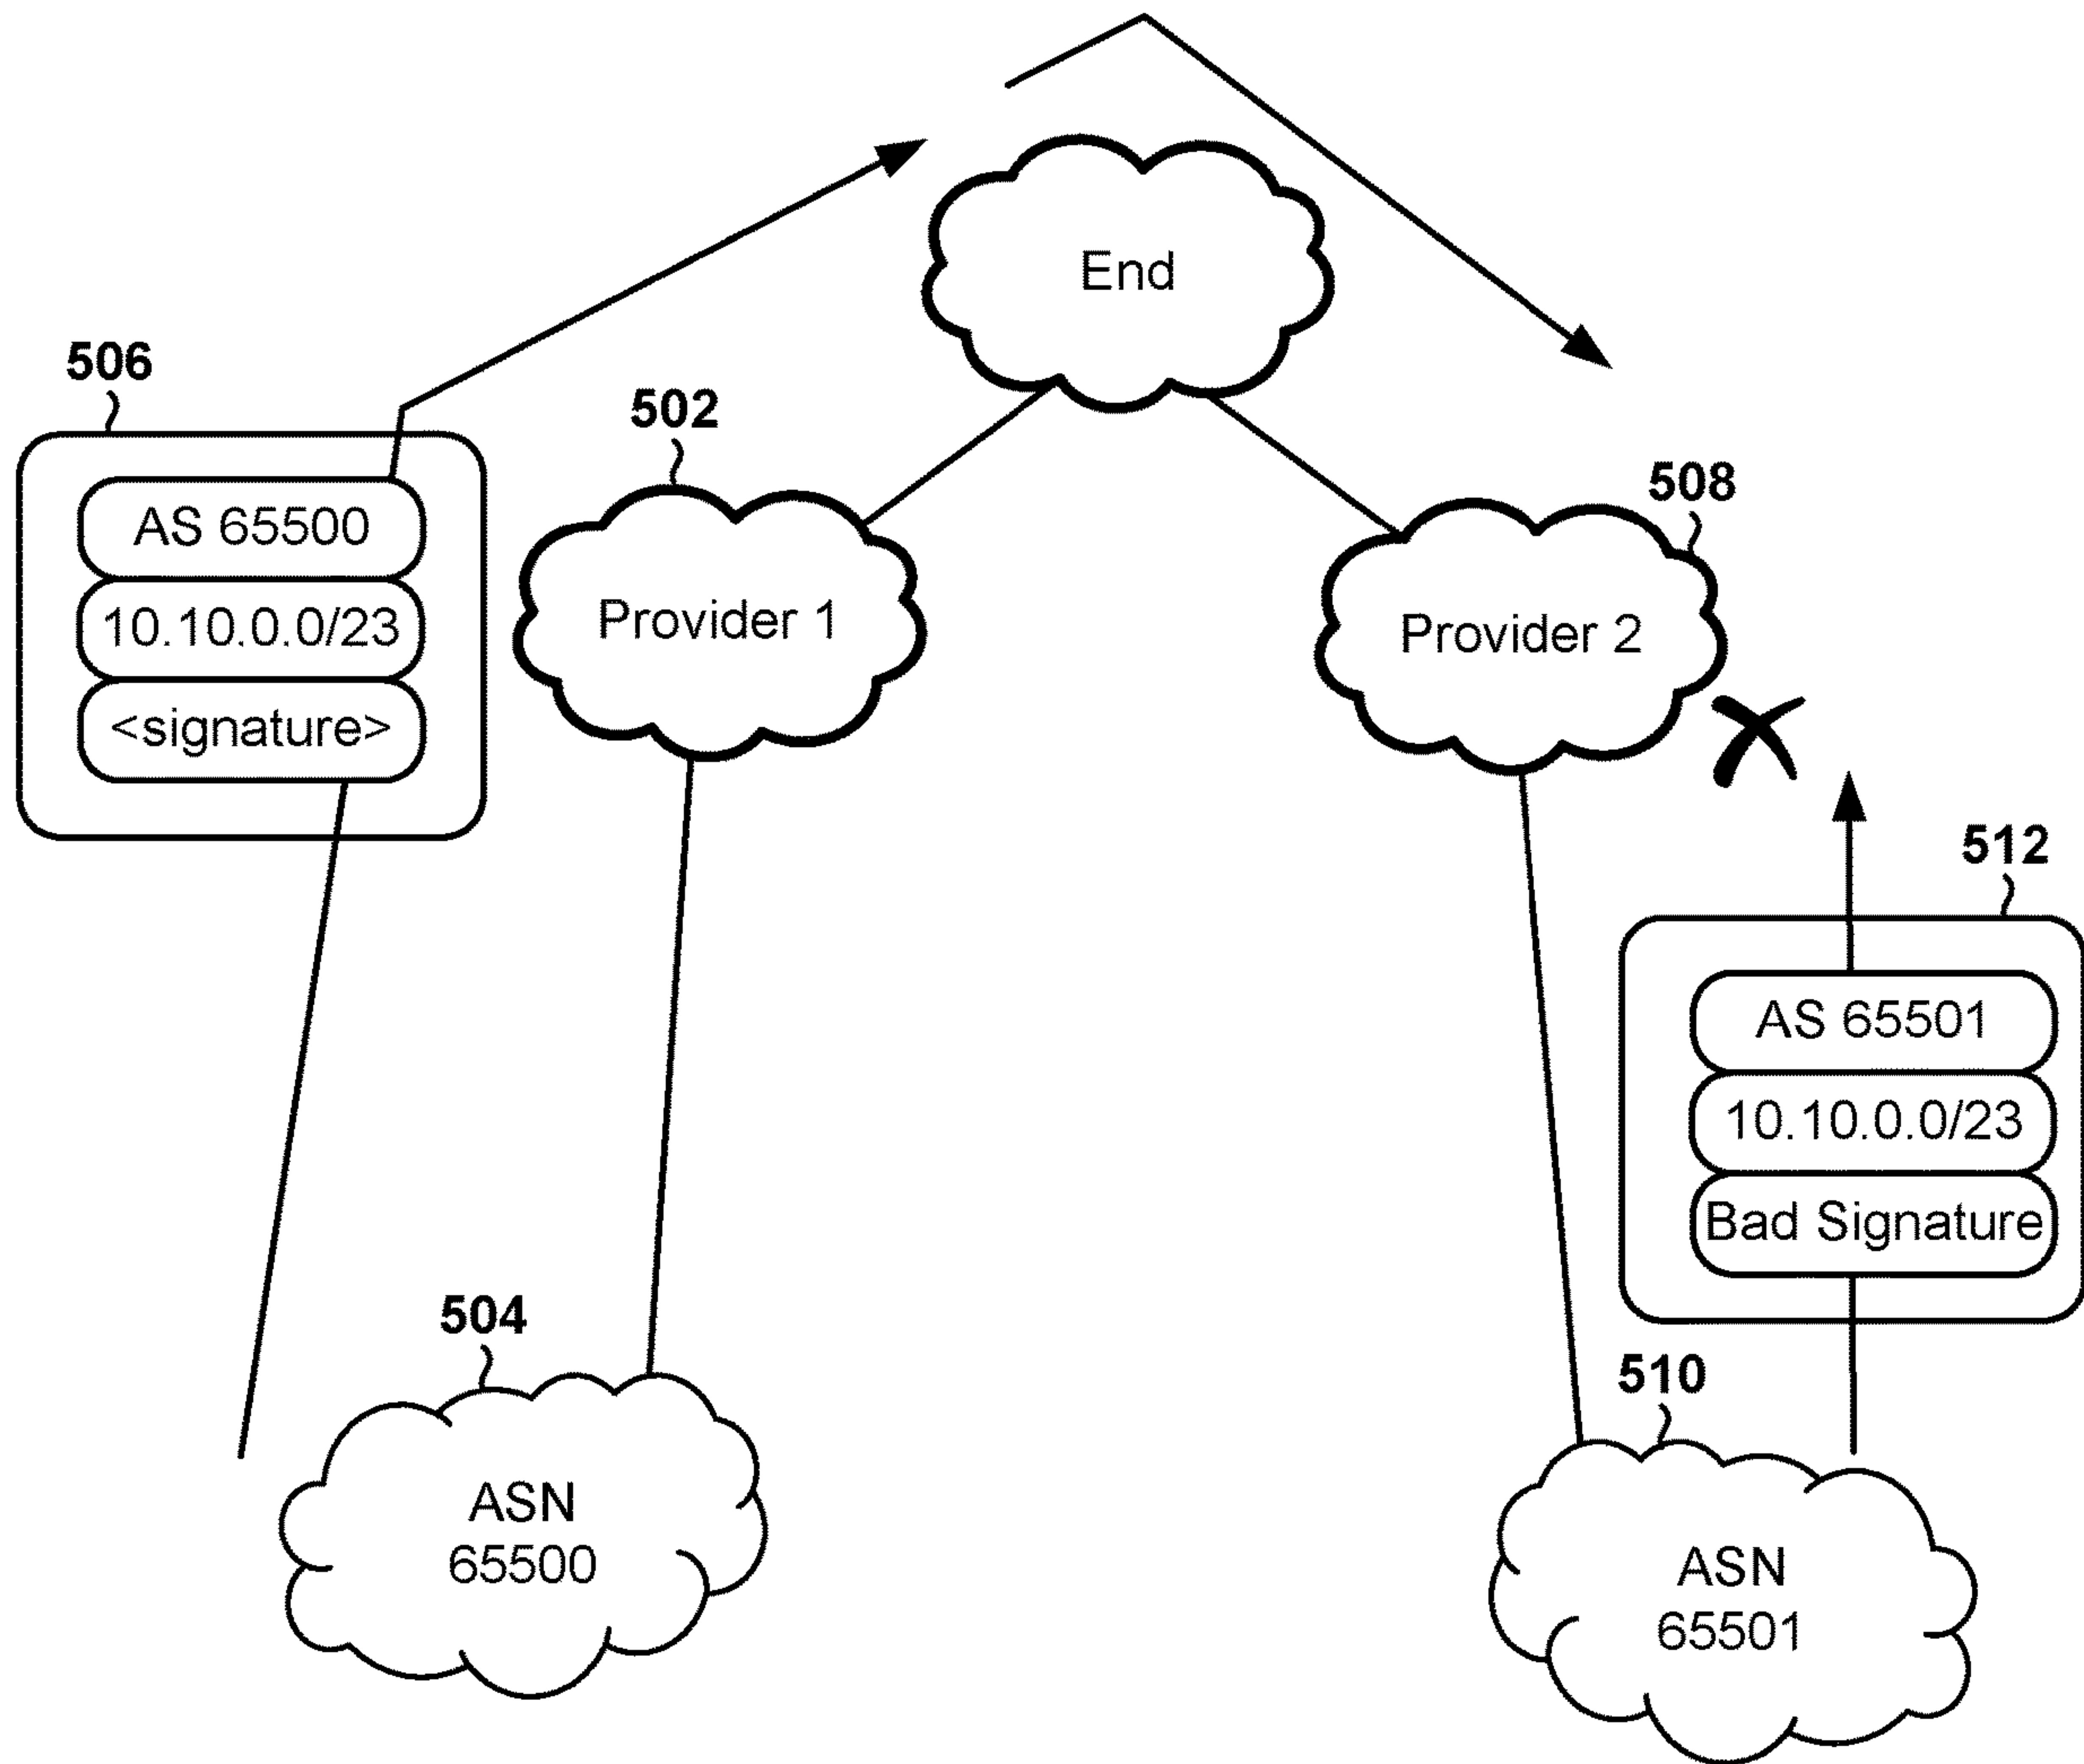 End
506
AS 65500
10.10.0.0/23
<signature>
502
Provider 1
508
Provider 2
512
AS 65501
10.10.0.0/23
Bad Signature
504
ASN
65500
510
ASN
65501